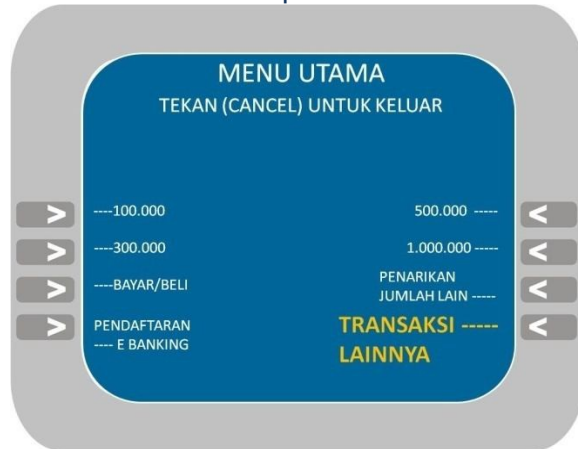 MENU UTAMA
TEKAN (CANCEL) UNTUK KELUAR
> ----100.000 500.000 ----- <
> ----300.000 1.000.000 ----- <
> ----BAYAR/BELI PENARIKAN
JUMLAH LAIN ----- <
> PENDAFTARAN
---- E BANKING
TRANSAKSI ----- <
LAINNYA